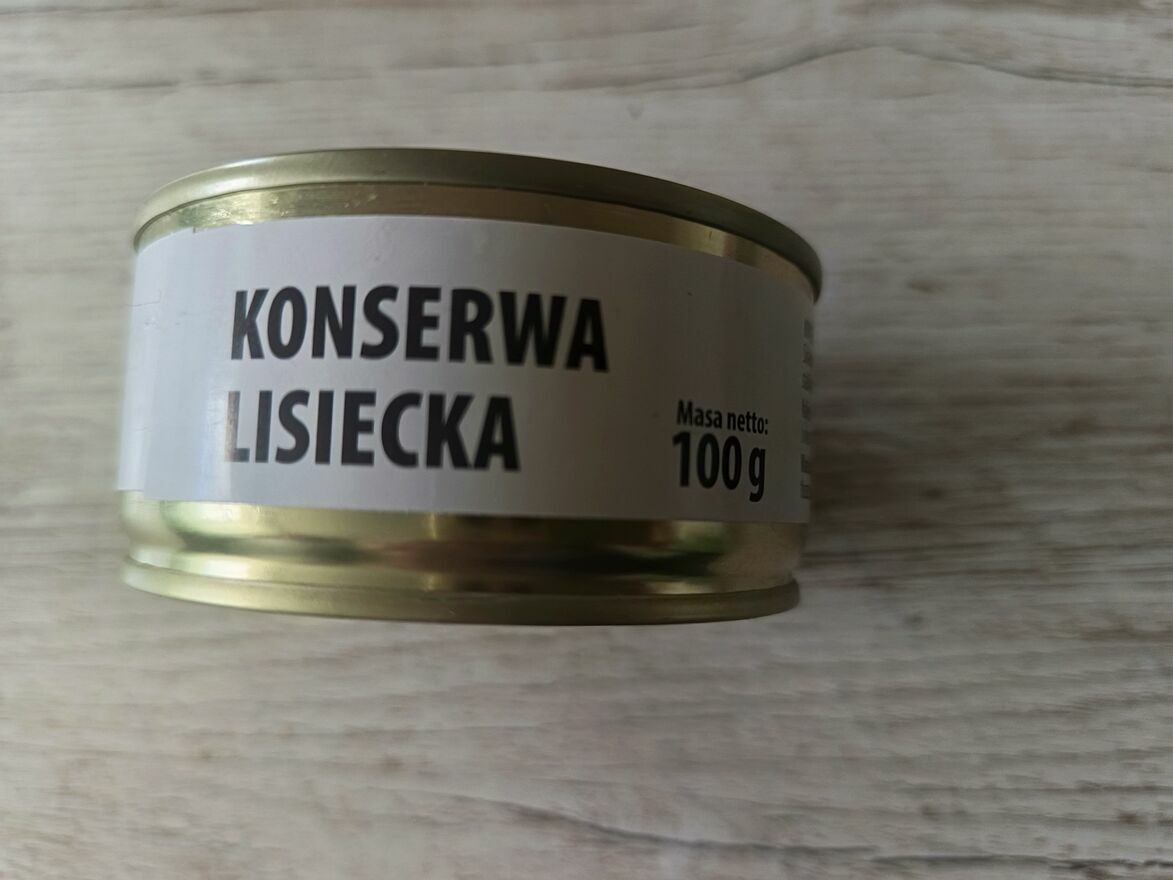 KONSERWA
LISIECKA
Masa netto:
100 g